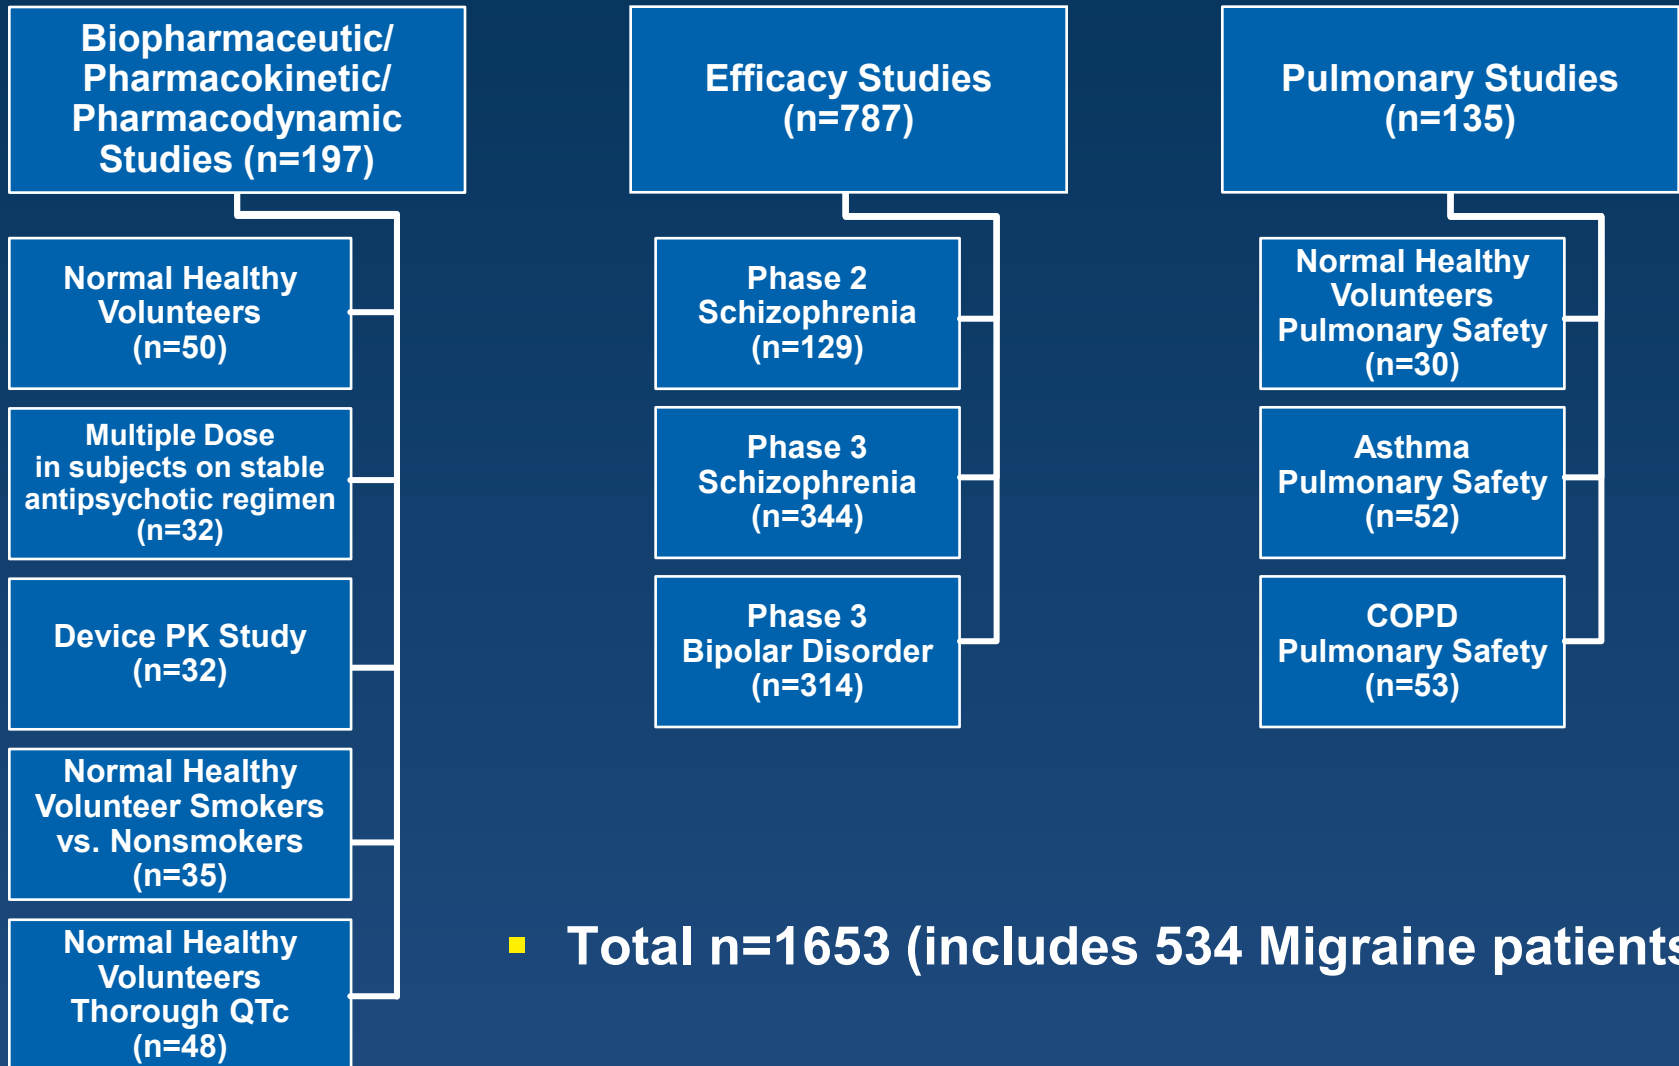 Biopharmaceutic/
Pharmacokinetic/
Pharmacodynamic
Studies (n=197)
Normal Healthy
Volunteers
(n=50)
Multiple Dose
in subjects on stable
antipsychotic regimen
(n=32)
Device PK Study
(n=32)
Normal Healthy
Volunteer Smokers
vs. Nonsmokers
(n=35)
Normal Healthy
Volunteers
Thorough QTc
(n=48)
Efficacy Studies
(n=787)
Phase 2
Schizophrenia
(n=129)
Phase 3
Schizophrenia
(n=344)
Phase 3
Bipolar Disorder
(n=314)
Pulmonary Studies
(n=135)
Normal Healthy
Volunteers
Pulmonary Safety
(n=30)
Asthma
Pulmonary Safety
(n=52)
COPD
Pulmonary Safety
(n=53)
Total n=1653 (includes 534 Migraine patients